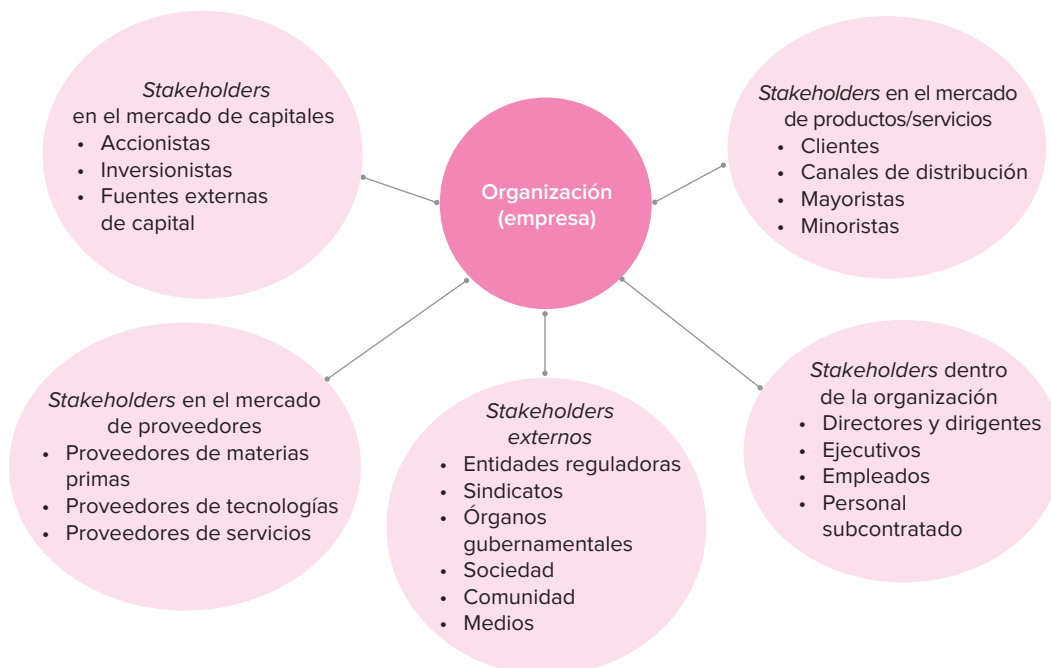 Stakeholders
en el mercado de capitales
• Accionistas
• Inversionistas
• Fuentes externas
de capital
Organización
(empresa)
Stakeholders en el mercado
de productos/servicios
• Clientes
• Canales de distribución
• Mayoristas
• Minoristas
Stakeholders en el mercado
de proveedores
• Proveedores de materias
primas
• Proveedores de tecnologías
• Proveedores de servicios
Stakeholders
externos
• Entidades reguladoras
• Sindicatos
• Órganos
gubernamentales
• Sociedad
• Comunidad
• Medios
Stakeholders dentro
de la organización
• Directores y dirigentes
• Ejecutivos
• Empleados
• Personal
subcontratado